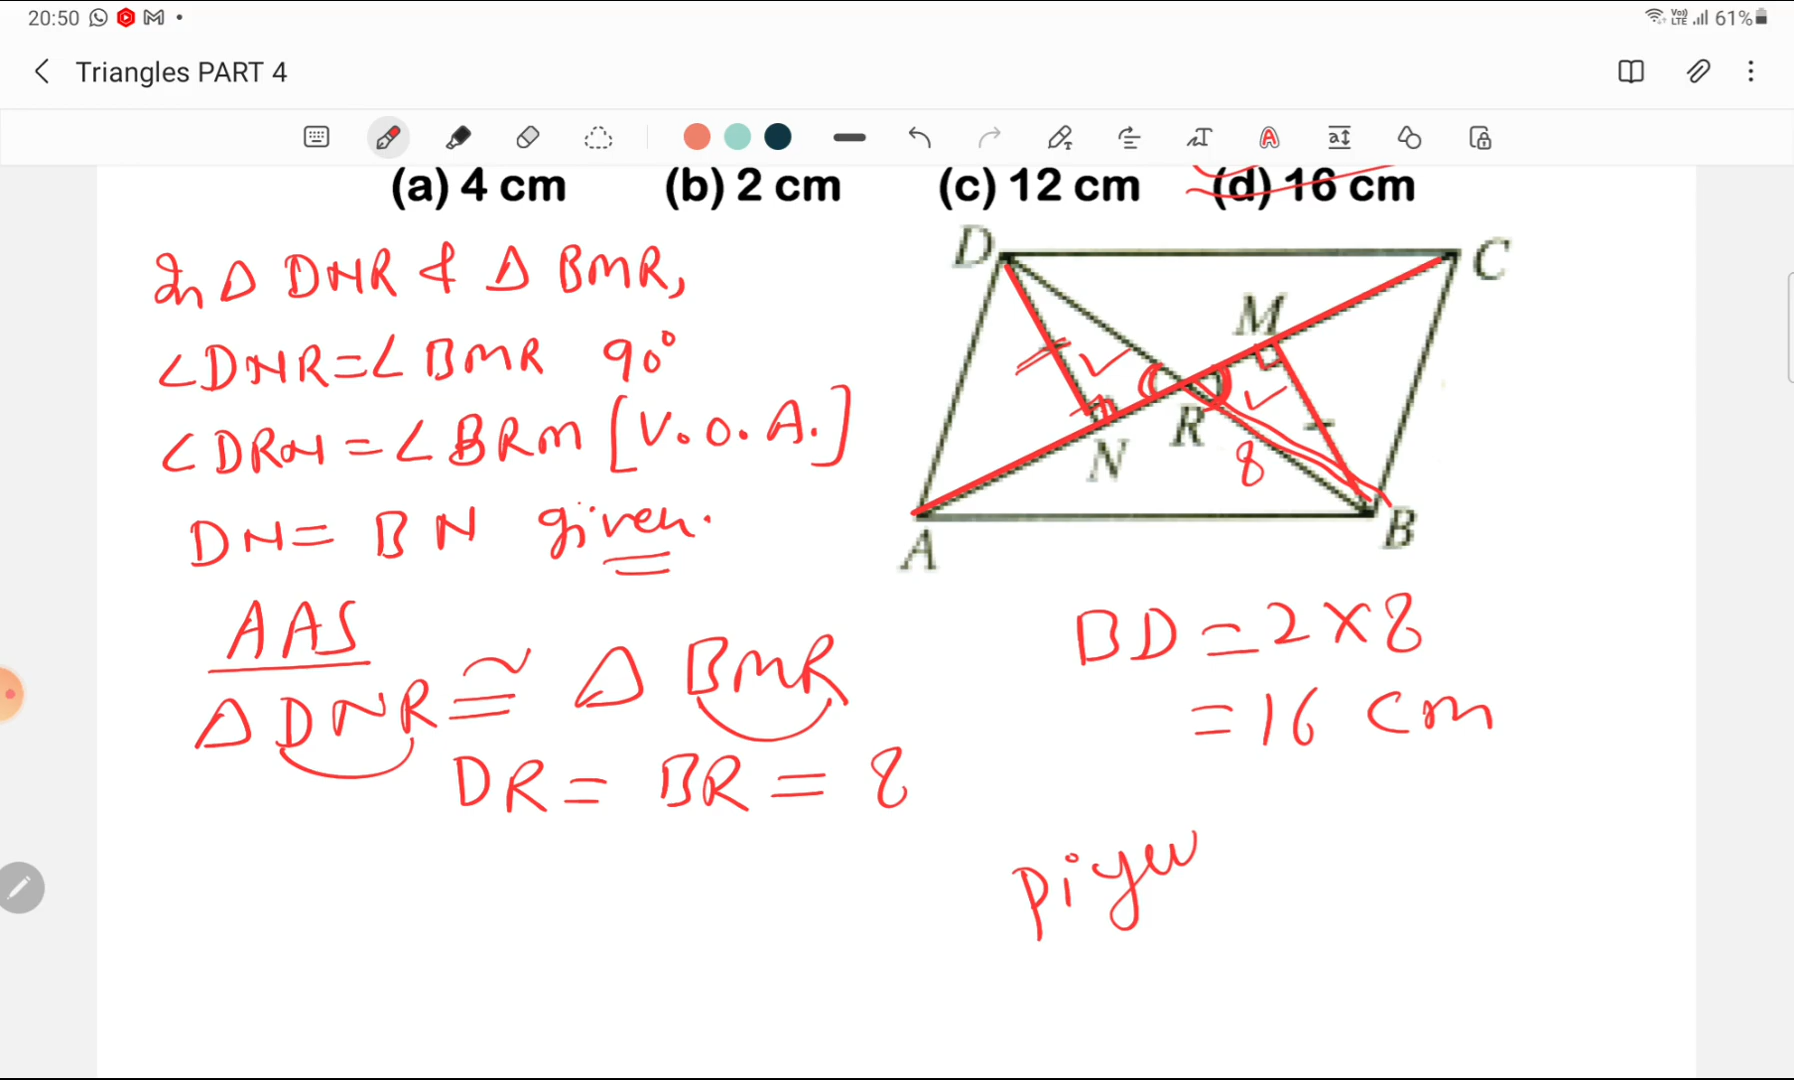 20:50
61%
Triangles PART 4
(a) 4 cm (b) 2 cm (c) 12 cm (d) 16 cm
In Δ DNR & Δ BMR,
∠DNR=∠BMR 90°
∠DRN=∠BRM [V.O.A.]
DN= BN given.
AAS
ΔDNR≅ Δ BMR
DR= BR= 8
D
C
M
R
N
8
A
B
BD=2×8
=16 cm
Piyu